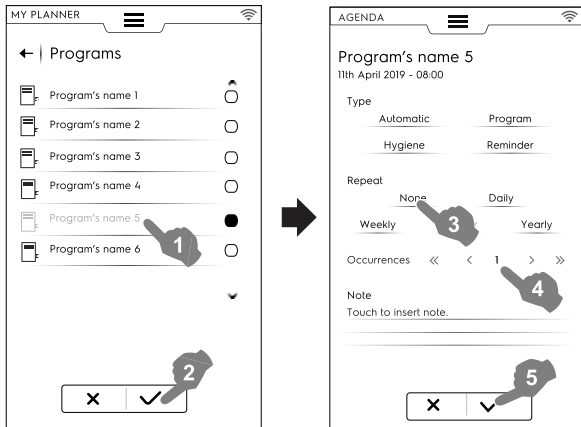 MY PLANNER
Programs
Program's name 1
Program's name 2
Program's name 3
Program's name 4
Program's name 5
Program's name 6
1
2
AGENDA
Program's name 5
11th April 2019 - 08:00
Type
Automatic Program
Hygiene Reminder
Repeat
None Daily
3
Weekly Yearly
Occurrences << < 1 > >>
4
Note
Touch to insert note.
5